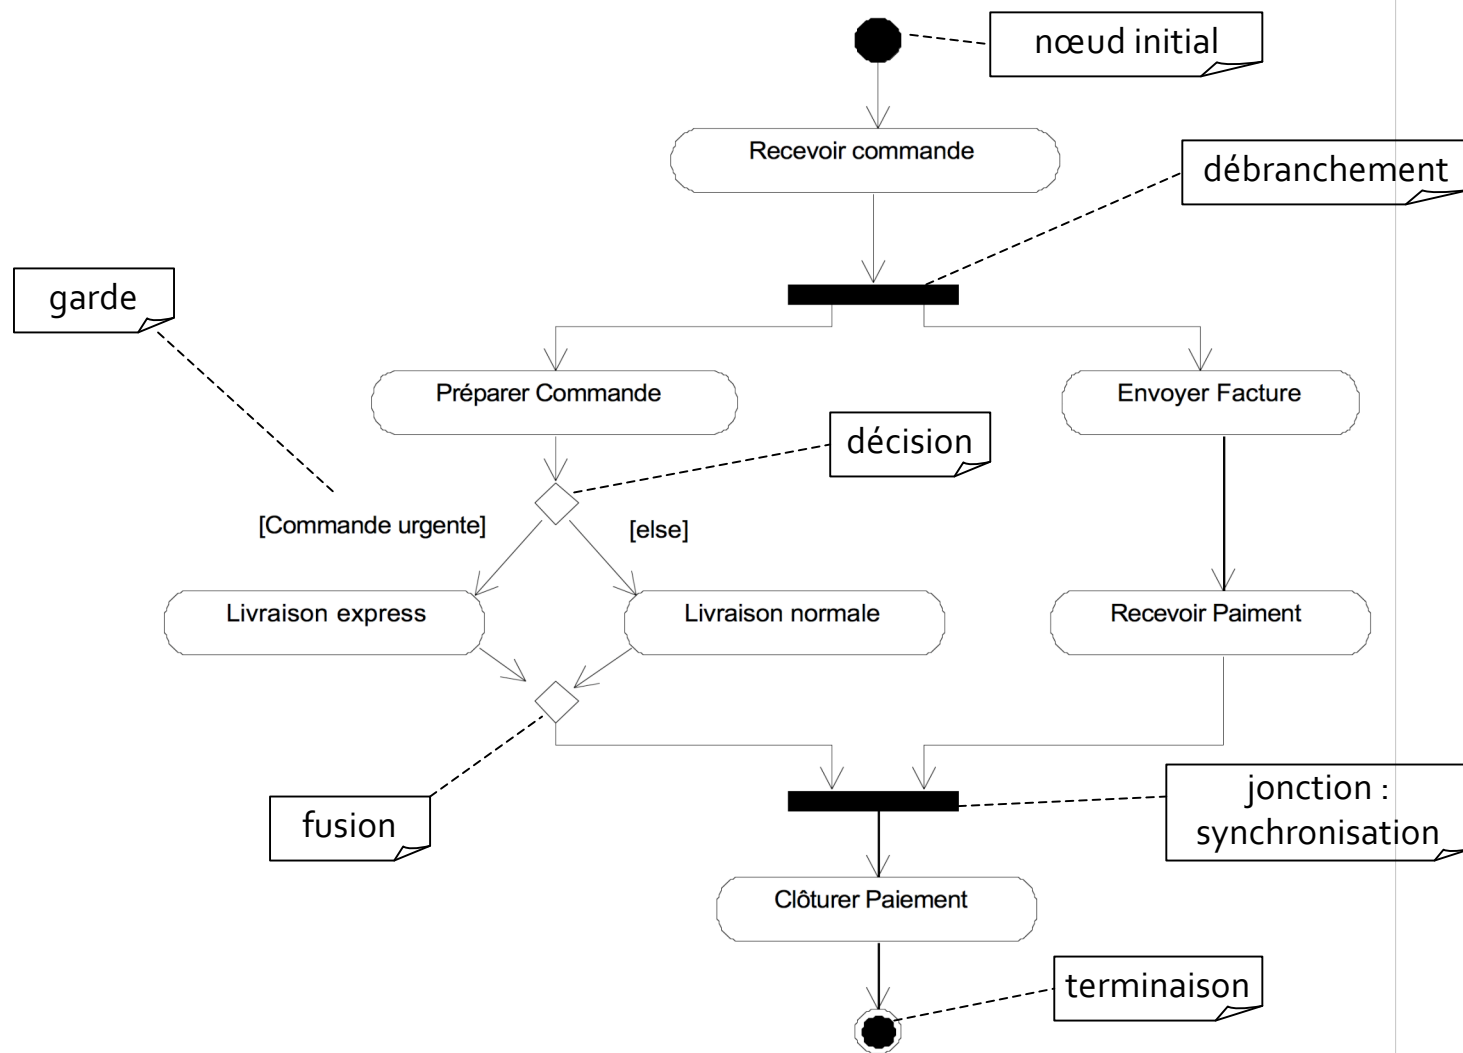 nœud initial
Recevoir commande
débranchement
garde
Préparer Commande
Envoyer Facture
décision
[Commande urgente]
[else]
Livraison express
Livraison normale
Recevoir Paiment
fusion
jonction :
synchronisation
Clôturer Paiement
terminaison